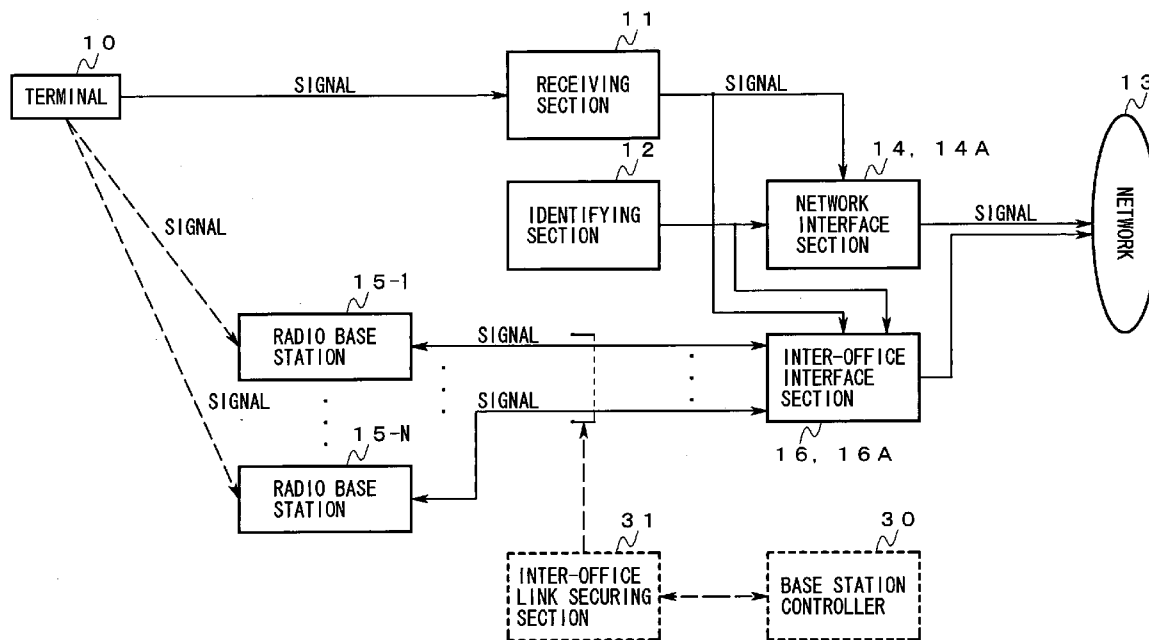 10
TERMINAL
SIGNAL
11
RECEIVING
SECTION
SIGNAL
13
NETWORK
12
IDENTIFYING
SECTION
14, 14A
NETWORK
INTERFACE
SECTION
SIGNAL
SIGNAL
15-1
RADIO BASE
STATION
SIGNAL
INTER-OFFICE
INTERFACE
SECTION
16, 16A
SIGNAL
SIGNAL
15-N
RADIO BASE
STATION
31
INTER-OFFICE
LINK SECURING
SECTION
30
BASE STATION
CONTROLLER